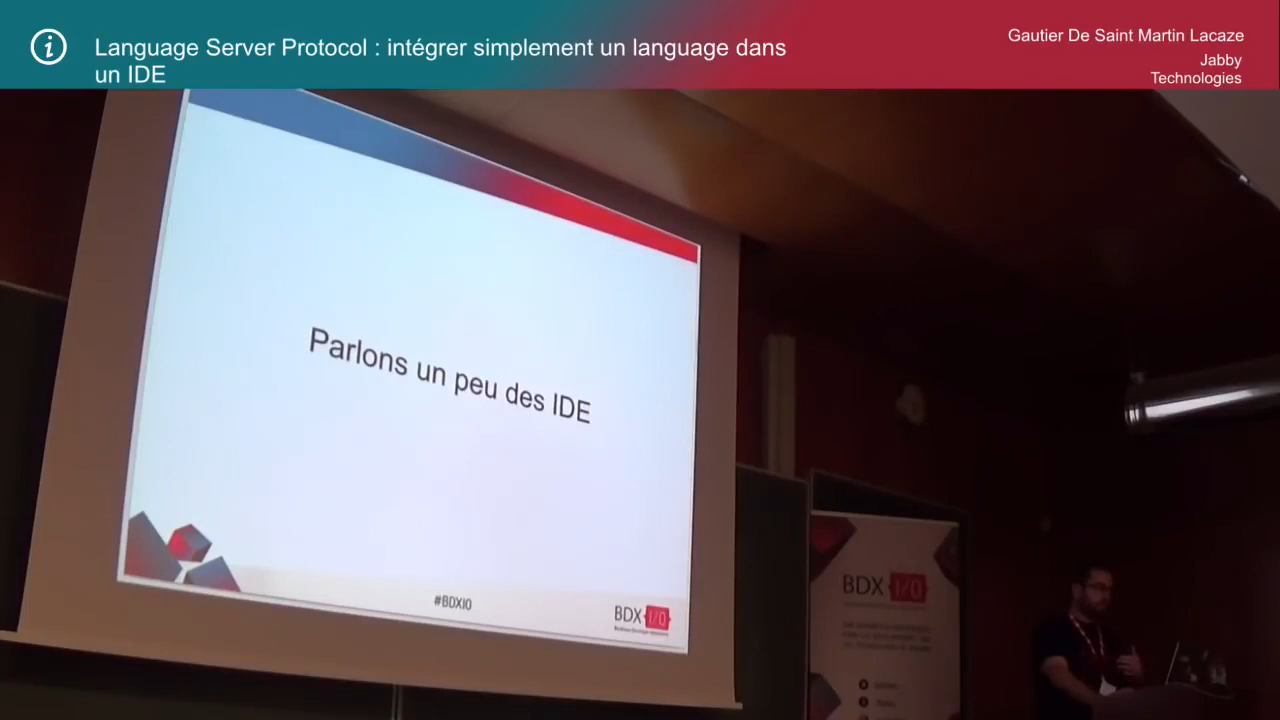 Language Server Protocol : intégrer simplement un language dans
un IDE
Gautier De Saint Martin Lacaze
Jabby
Technologies
Parlons un peu des IDE
#BDXIO
BDX I/O
BDX I/O